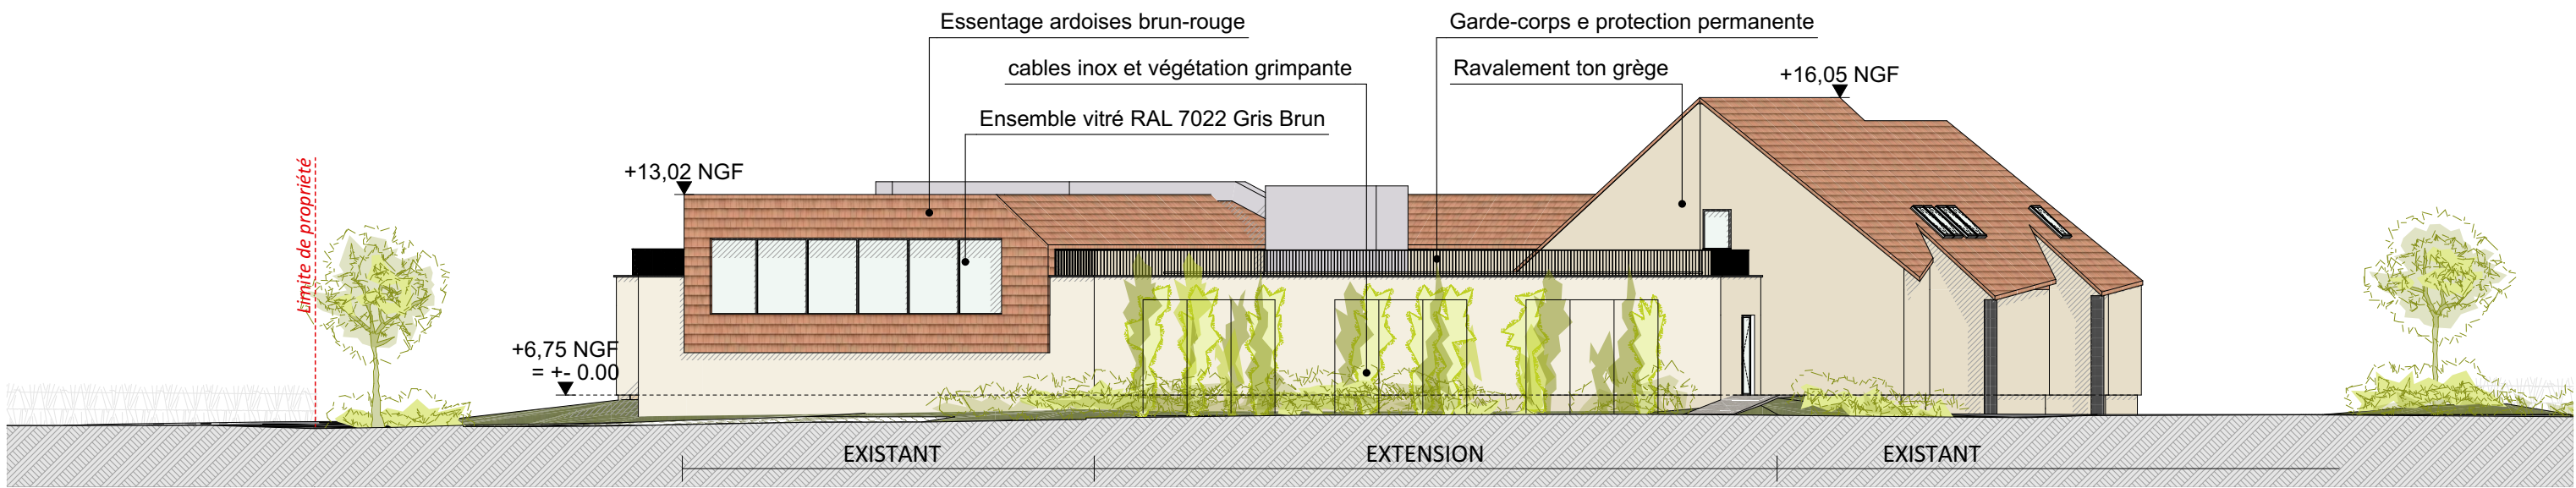 Essentage ardoises brun-rouge
Garde-corps e protection permanente
cables inox et végétation grimpante
Ravalement ton grège
+16,05 NGF
Ensemble vitré RAL 7022 Gris Brun
Limite de propriété
+13,02 NGF
+6,75 NGF
= +- 0.00
EXISTANT
EXTENSION
EXISTANT